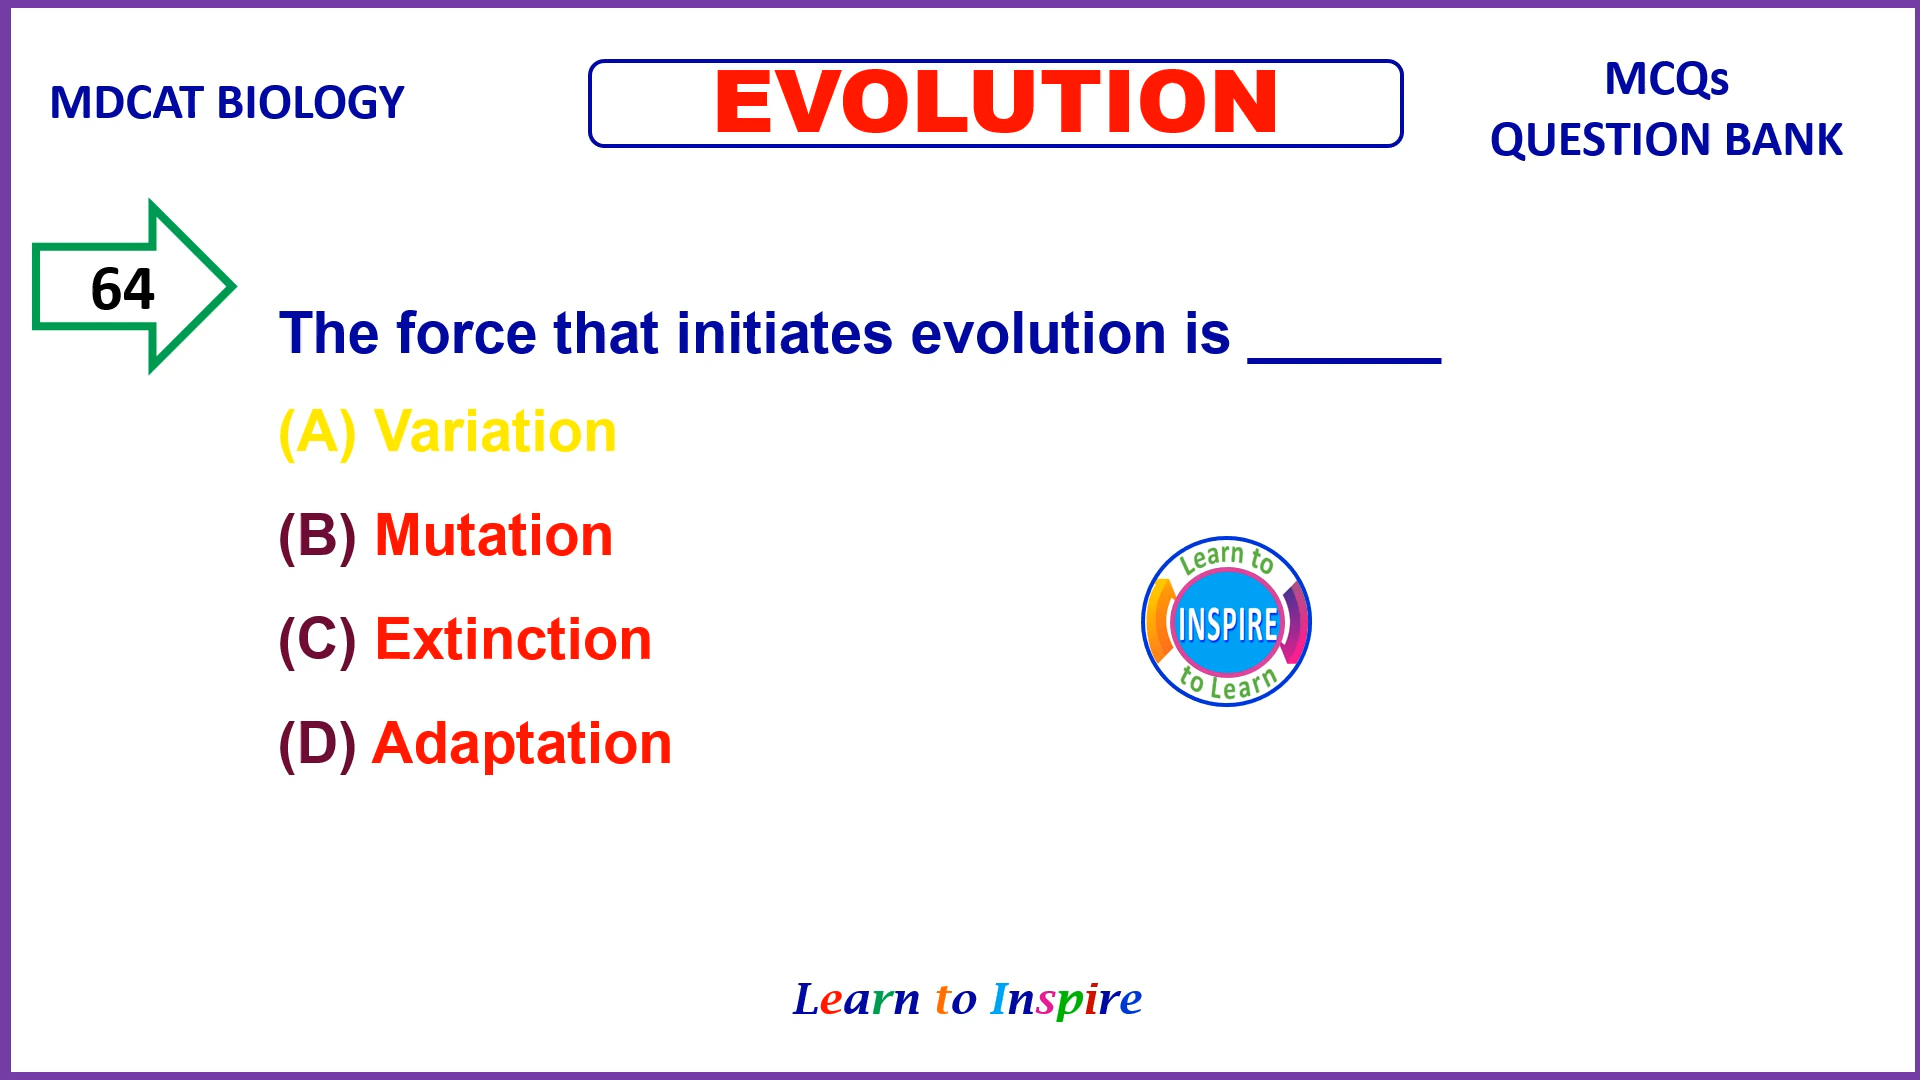 MDCAT BIOLOGY
EVOLUTION
MCQs
QUESTION BANK
64
The force that initiates evolution is ______
(A) Variation
(B) Mutation
(C) Extinction
(D) Adaptation
Learn to
INSPIRE
to Learn
Learn to Inspire